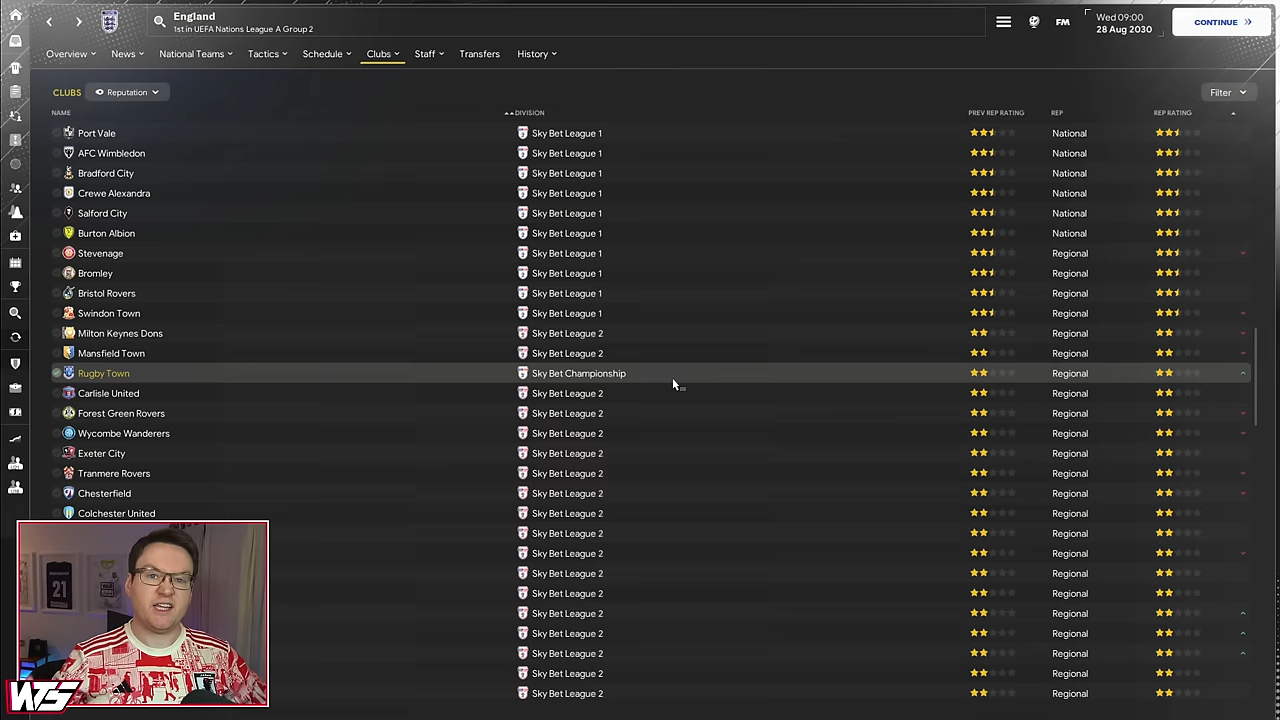 England
1st in UEFA Nations League A Group 2
FM
Wed 09:00
28 Aug 2030
CONTINUE
Overview News National Teams Tactics Schedule Clubs Staff Transfers History
CLUBS Reputation Filter
NAME DIVISION PREV REP RATING REP REP RATING
Port Vale Sky Bet League 1 National
AFC Wimbledon Sky Bet League 1 National
Bradford City Sky Bet League 1 National
Crewe Alexandra Sky Bet League 1 National
Salford City Sky Bet League 1 National
Burton Albion Sky Bet League 1 National
Stevenage Sky Bet League 1 Regional
Bromley Sky Bet League 1 Regional
Bristol Rovers Sky Bet League 1 Regional
Swindon Town Sky Bet League 1 Regional
Milton Keynes Dons Sky Bet League 2 Regional
Mansfield Town Sky Bet League 2 Regional
Rugby Town Sky Bet Championship Regional
Carlisle United Sky Bet League 2 Regional
Forest Green Rovers Sky Bet League 2 Regional
Wycombe Wanderers Sky Bet League 2 Regional
Exeter City Sky Bet League 2 Regional
Tranmere Rovers Sky Bet League 2 Regional
Chesterfield Sky Bet League 2 Regional
Colchester United Sky Bet League 2 Regional
Sky Bet League 2 Regional
Sky Bet League 2 Regional
Sky Bet League 2 Regional
Sky Bet League 2 Regional
Sky Bet League 2 Regional
Sky Bet League 2 Regional
Sky Bet League 2 Regional
Sky Bet League 2 Regional
Sky Bet League 2 Regional
21
WTS